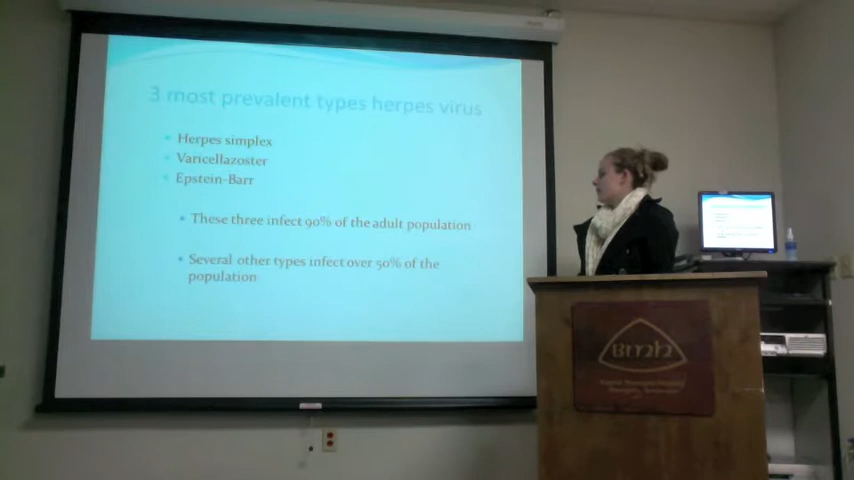 3 most prevalent types herpes virus
Herpes simplex
Varicellazoster
Epstein-Barr
These three infect 90% of the adult population
Several other types infect over 50% of the
population
Bmh